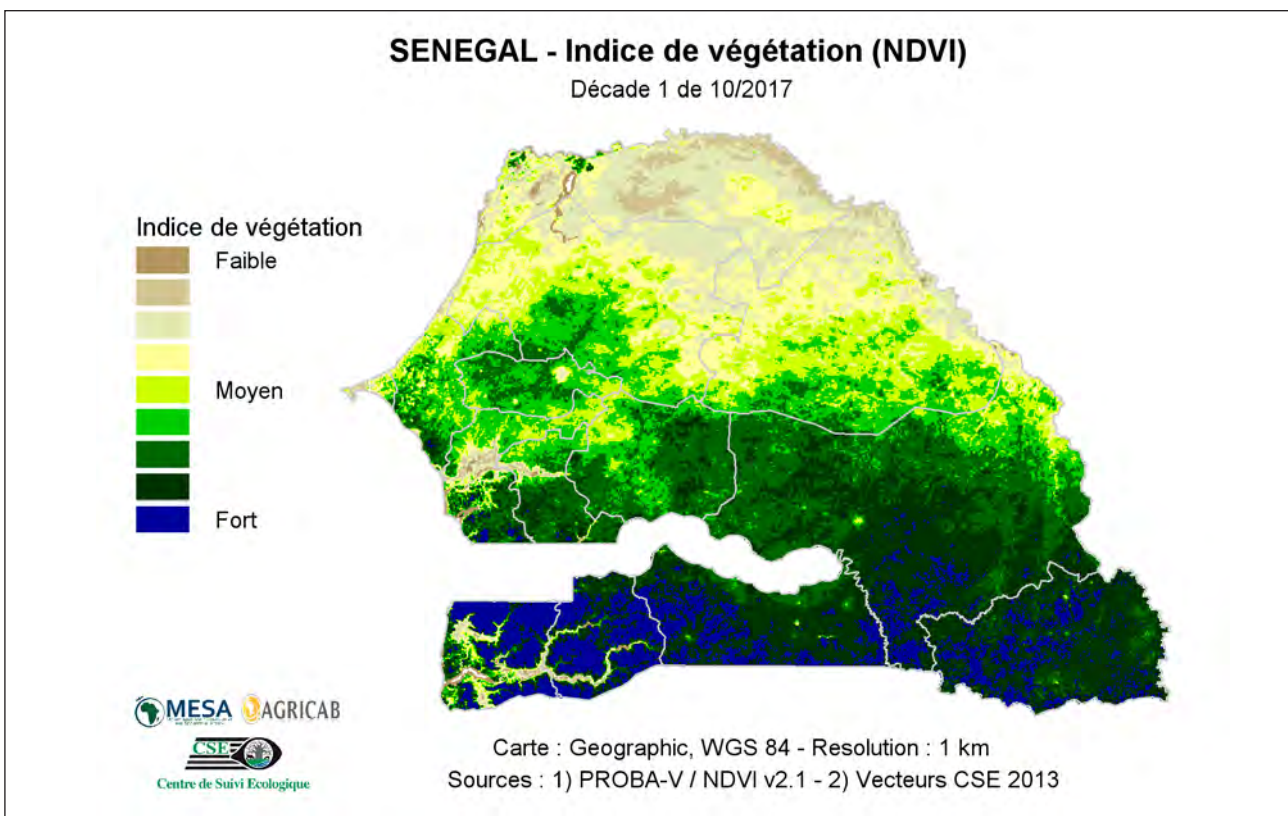 SENEGAL - Indice de végétation (NDVI)
Décade 1 de 10/2017
Indice de végétation
Faible
Moyen
Fort
MESA
AGRICAB
CSE
Centre de Suivi Ecologique
Carte : Geographic, WGS 84 - Resolution : 1 km
Sources : 1) PROBA-V / NDVI v2.1 - 2) Vecteurs CSE 2013